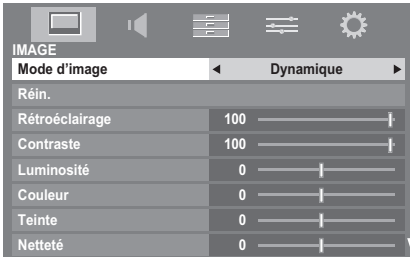 IMAGE
Mode d’image ◄ Dynamique ►
Réin.
Rétroéclairage 100
Contraste 100
Luminosité 0
Couleur 0
Teinte 0
Netteté 0